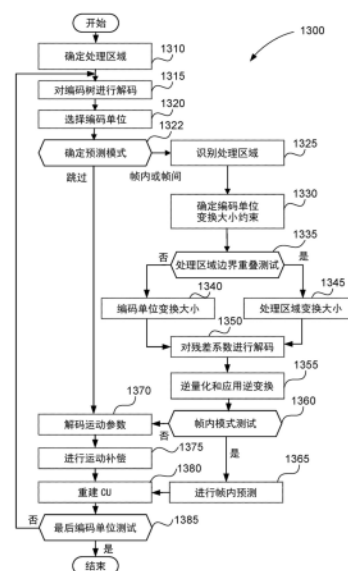 开始
1300
确定处理区域
1310
对编码树进行解码
1315
选择编码单位
1320
确定预测模式
1322
跳过
帧内或帧间
识别处理区域
1325
确定编码单位
变换大小约束
1330
处理区域边界重叠测试
1335
否
是
编码单位变换大小
1340
处理区域变换大小
1345
对残差系数进行解码
1350
逆量化和应用逆变换
1355
帧内模式测试
1360
否
是
解码运动参数
1370
进行运动补偿
1375
重建 CU
1380
进行帧内预测
1365
最后编码单位测试
1385
否
是
结束